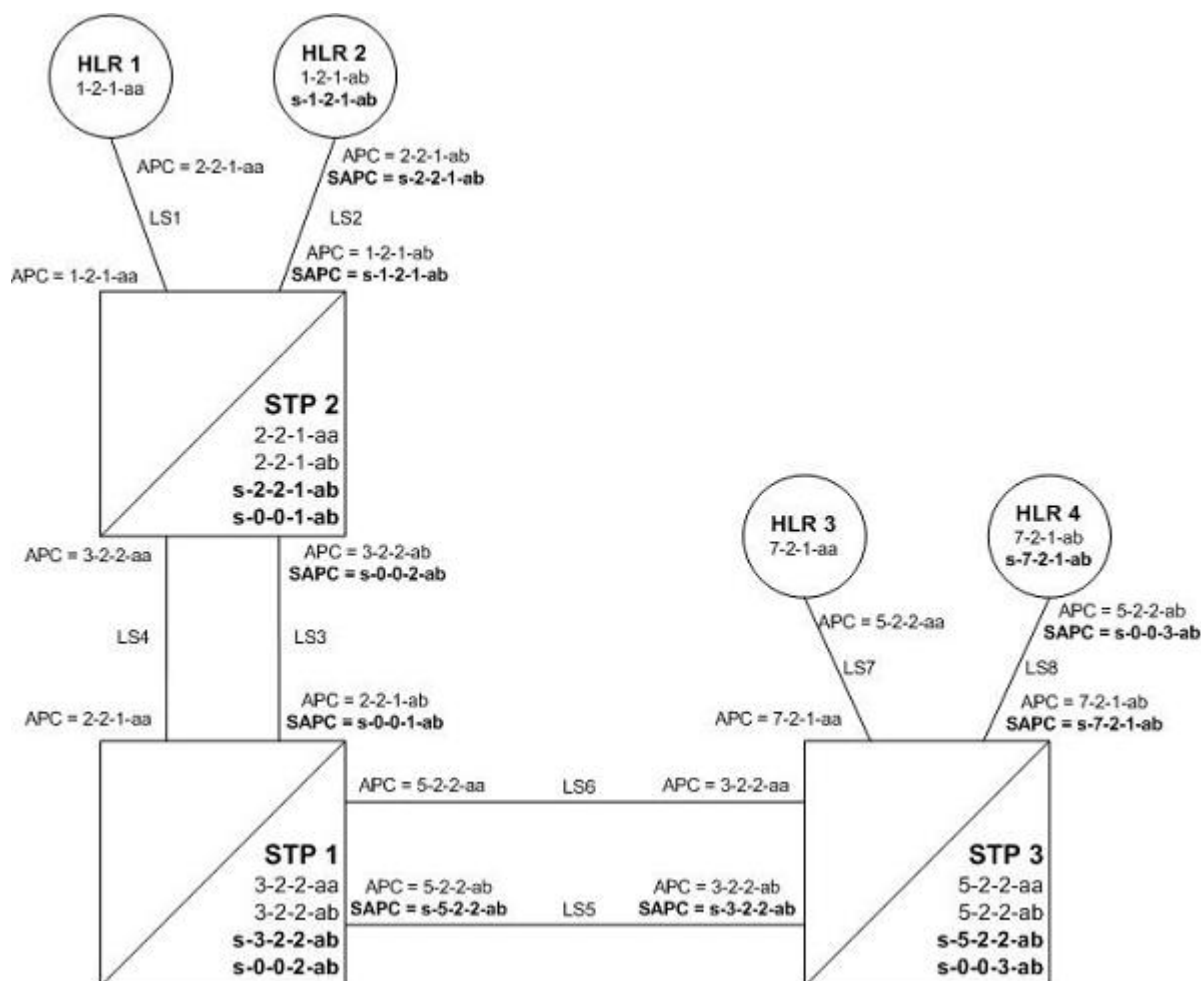 HLR 1
1-2-1-aa
HLR 2
1-2-1-ab
s-1-2-1-ab
APC = 2-2-1-aa
APC = 2-2-1-ab
SAPC = s-2-2-1-ab
LS1
LS2
APC = 1-2-1-aa
APC = 1-2-1-ab
SAPC = s-1-2-1-ab
STP 2
2-2-1-aa
2-2-1-ab
s-2-2-1-ab
s-0-0-1-ab
APC = 3-2-2-aa
APC = 3-2-2-ab
SAPC = s-0-0-2-ab
LS4
LS3
APC = 2-2-1-aa
APC = 2-2-1-ab
SAPC = s-0-0-1-ab
HLR 3
7-2-1-aa
HLR 4
7-2-1-ab
s-7-2-1-ab
APC = 5-2-2-aa
APC = 5-2-2-ab
SAPC = s-0-0-3-ab
LS7
LS8
APC = 7-2-1-aa
APC = 7-2-1-ab
SAPC = s-7-2-1-ab
APC = 5-2-2-aa
LS6
APC = 3-2-2-aa
STP 1
3-2-2-aa
3-2-2-ab
s-3-2-2-ab
s-0-0-2-ab
APC = 5-2-2-ab
SAPC = s-5-2-2-ab
LS5
APC = 3-2-2-ab
SAPC = s-3-2-2-ab
STP 3
5-2-2-aa
5-2-2-ab
s-5-2-2-ab
s-0-0-3-ab